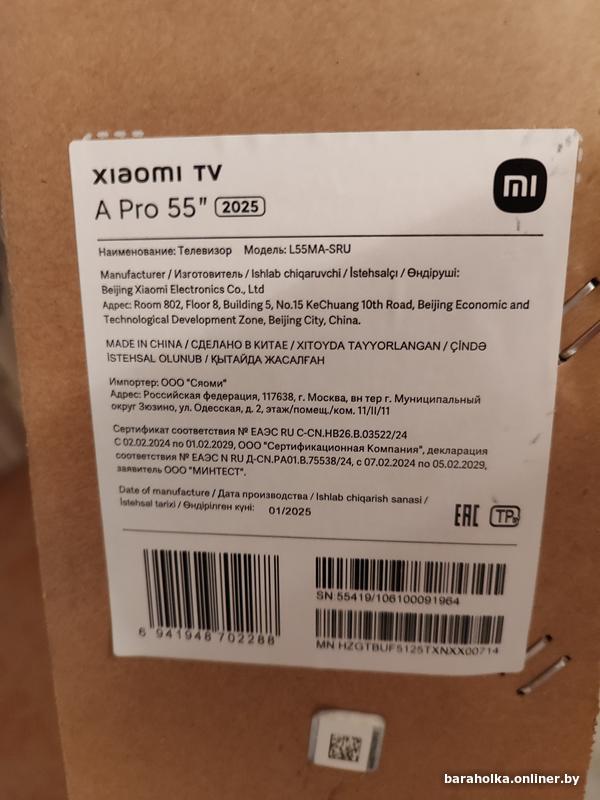 xiaomi TV
A Pro 55" 2025
mi
Наименование: Телевизор Модель: L55MA-SRU
Manufacturer / Изготовитель / Ishlab chiqaruvchi / İstehsalçı / Өндіруші:
Beijing Xiaomi Electronics Co., Ltd
Адрес: Room 802, Floor 8, Building 5, No.15 KeChuang 10th Road, Beijing Economic and
Technological Development Zone, Beijing City, China.
MADE IN CHINA / СДЕЛАНО В КИТАЕ / XITOYDA TAYYORLANGAN / ÇİNDƏ
İSTEHSAL OLUNUB / ҚЫТАЙДА ЖАСАЛҒАН
Импортер: ООО "Сяоми"
Адрес: Российская федерация, 117638, г. Москва, вн тер г. Муниципальный
округ Зюзино, ул. Одесская, д. 2, этаж/помещ./ком. 11/II/11
Сертификат соответствия № ЕАЭС RU C-CN.HB26.B.03522/24
С 02.02.2024 по 01.02.2029, ООО "Сертификационная Компания", декларация
соответствия № ЕАЭС N RU Д-CN.PA01.B.75538/24, с 07.02.2024 по 05.02.2029,
заявитель ООО "МИНТЕСТ".
Date of manufacture / Дата производства / Ishlab chiqarish sanasi /
İstehsal tarixi / Өндірілген күні: 01/2025
EAC TP
6 941948 702288
SN 55419/106100091964
MN HZGTBUF5125TXNXX00714
baraholka.onliner.by